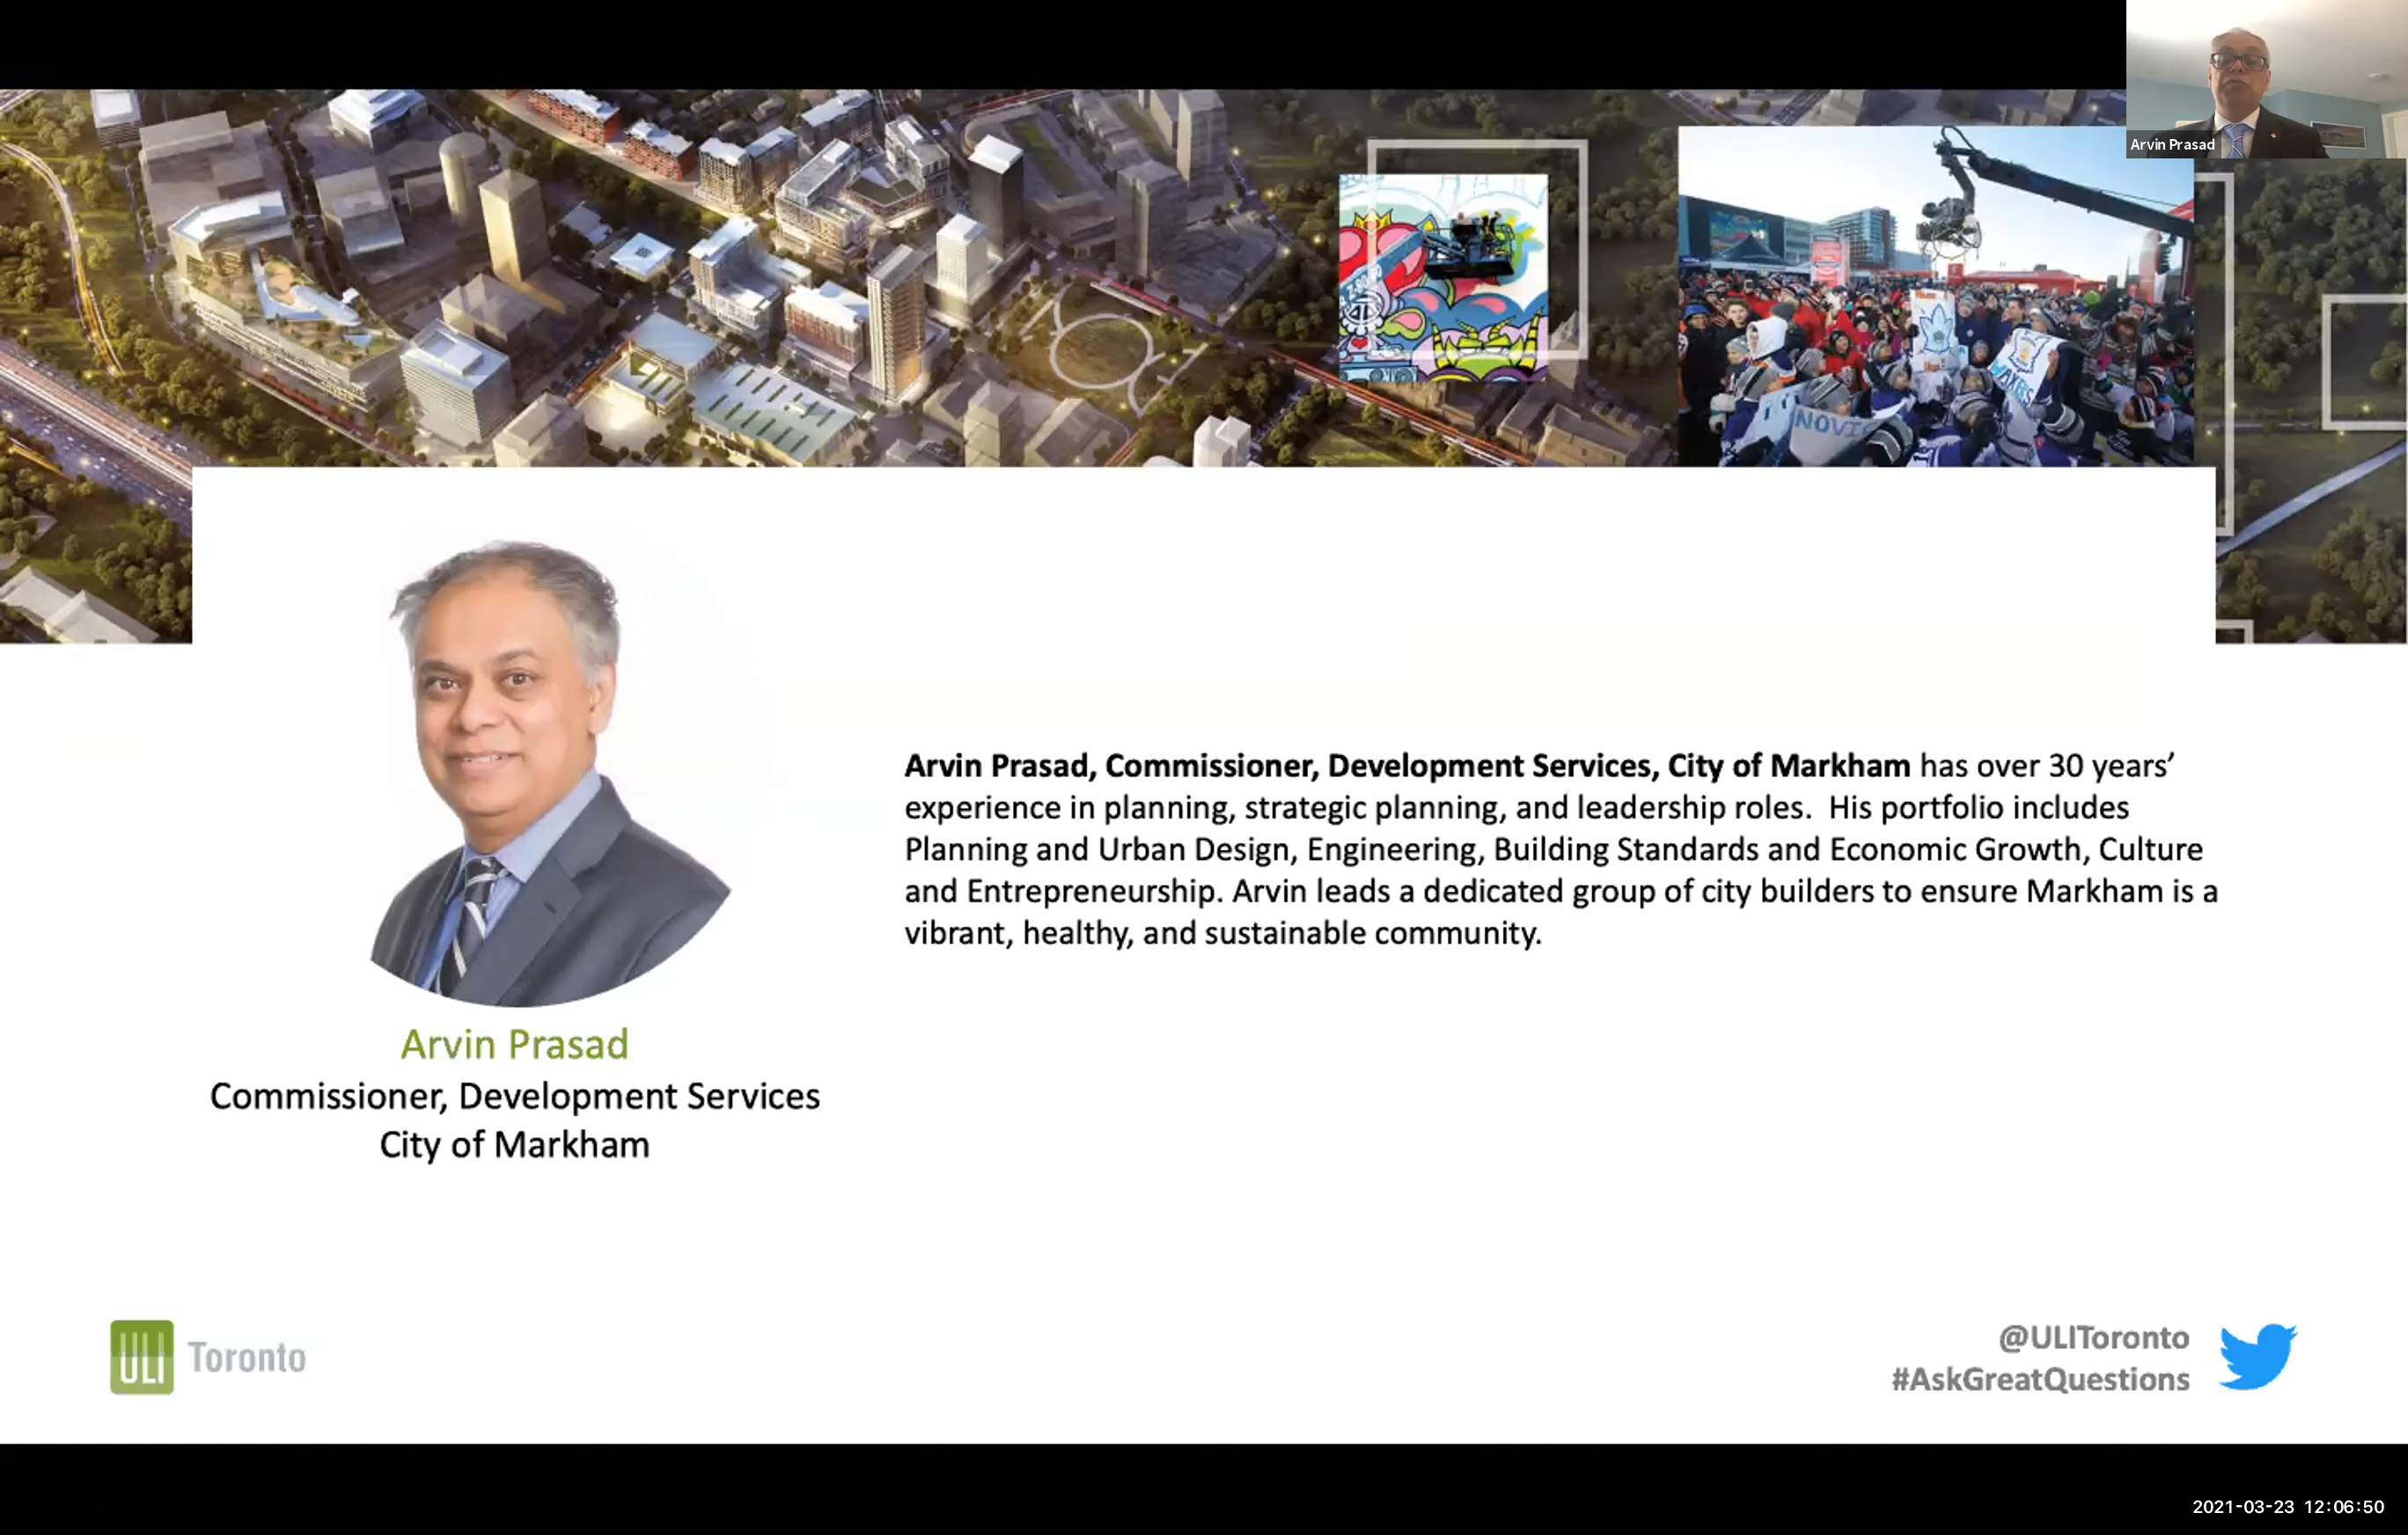 Arvin Prasad
NOVI
Arvin Prasad, Commissioner, Development Services, City of Markham has over 30 years’
experience in planning, strategic planning, and leadership roles.  His portfolio includes
Planning and Urban Design, Engineering, Building Standards and Economic Growth, Culture
and Entrepreneurship. Arvin leads a dedicated group of city builders to ensure Markham is a
vibrant, healthy, and sustainable community.
Arvin Prasad
Commissioner, Development Services
City of Markham
ULI Toronto
@ULIToronto
#AskGreatQuestions
2021-03-23 12:06:50